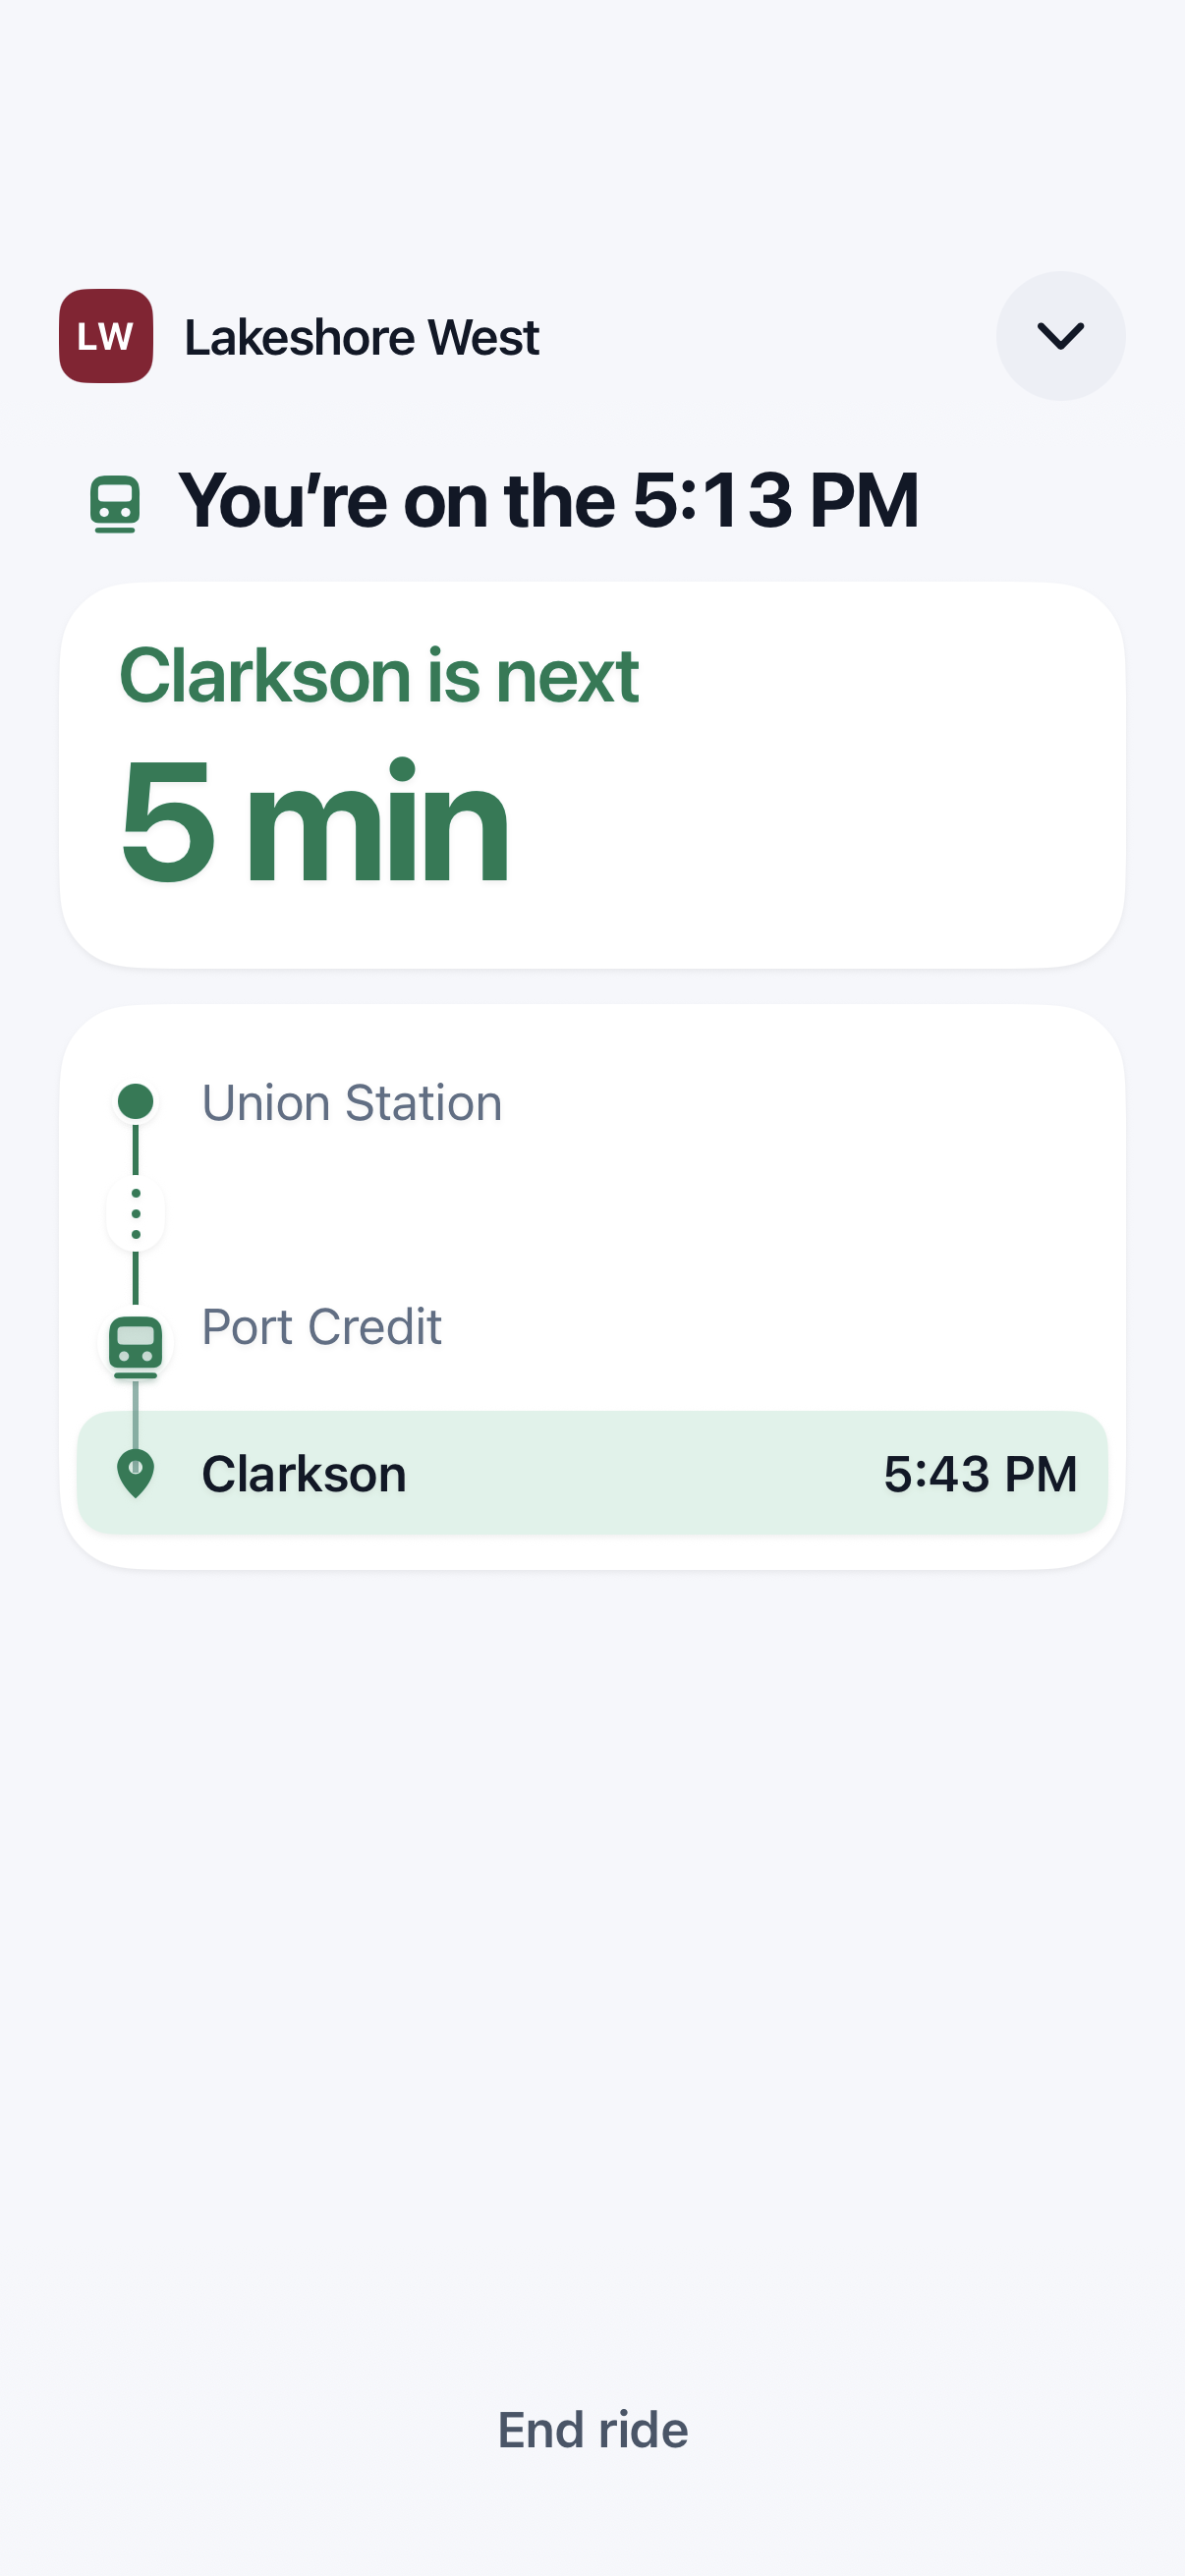 LW
Lakeshore West
You’re on the 5:13 PM
Clarkson is next
5 min
Union Station
Port Credit
Clarkson 5:43 PM
End ride